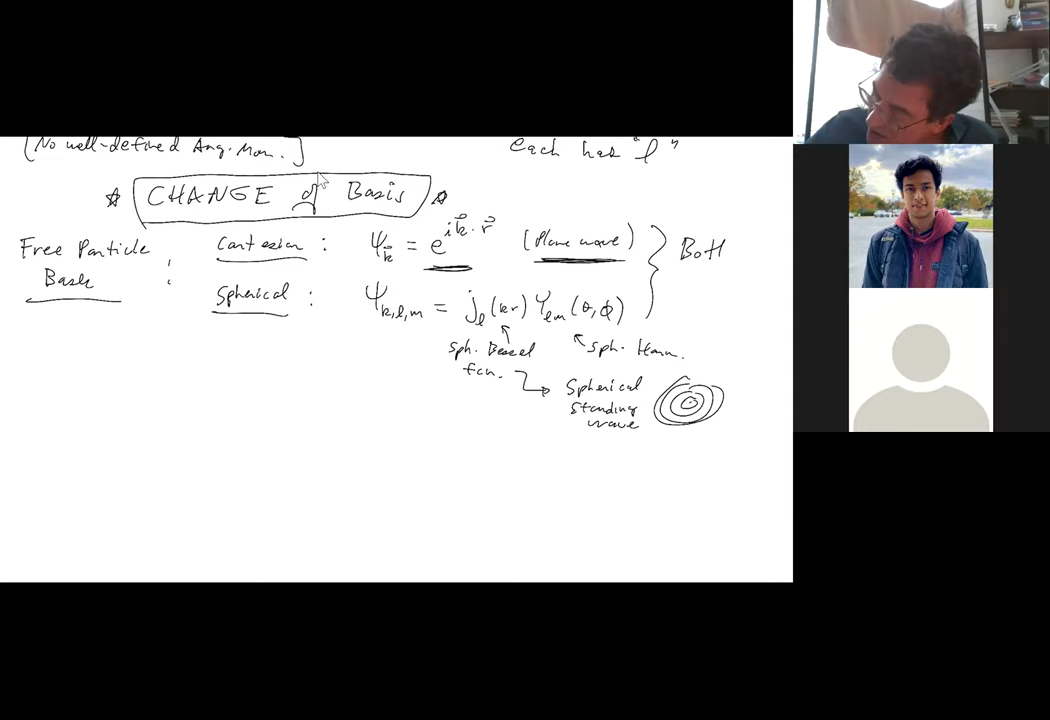 [No well-defined Ang. Mom.]
each has "l"
☆ CHANGE of Basis ☆
Free Particle
Basis :
Cartesian : ψ_k⃗ = e^{i k⃗·r⃗} (Plane wave) } BOTH
Spherical : ψ_{k,l,m} = j_l(kr) Y_{lm}(θ,φ)
sph. Bessel
fcn.
sph. Harm.
Spherical
standing
wave